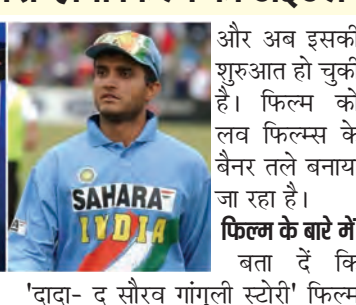 और अब इसकी
शुरुआत हो चुकी
है। फिल्म को
लव फिल्म्स के
बैनर तले बनाय
जा रहा है।
फिल्म के बारे में
बता दें कि
'दादा- द सौरव गांगुली स्टोरी' फिल्म
SAHARA
INDIA